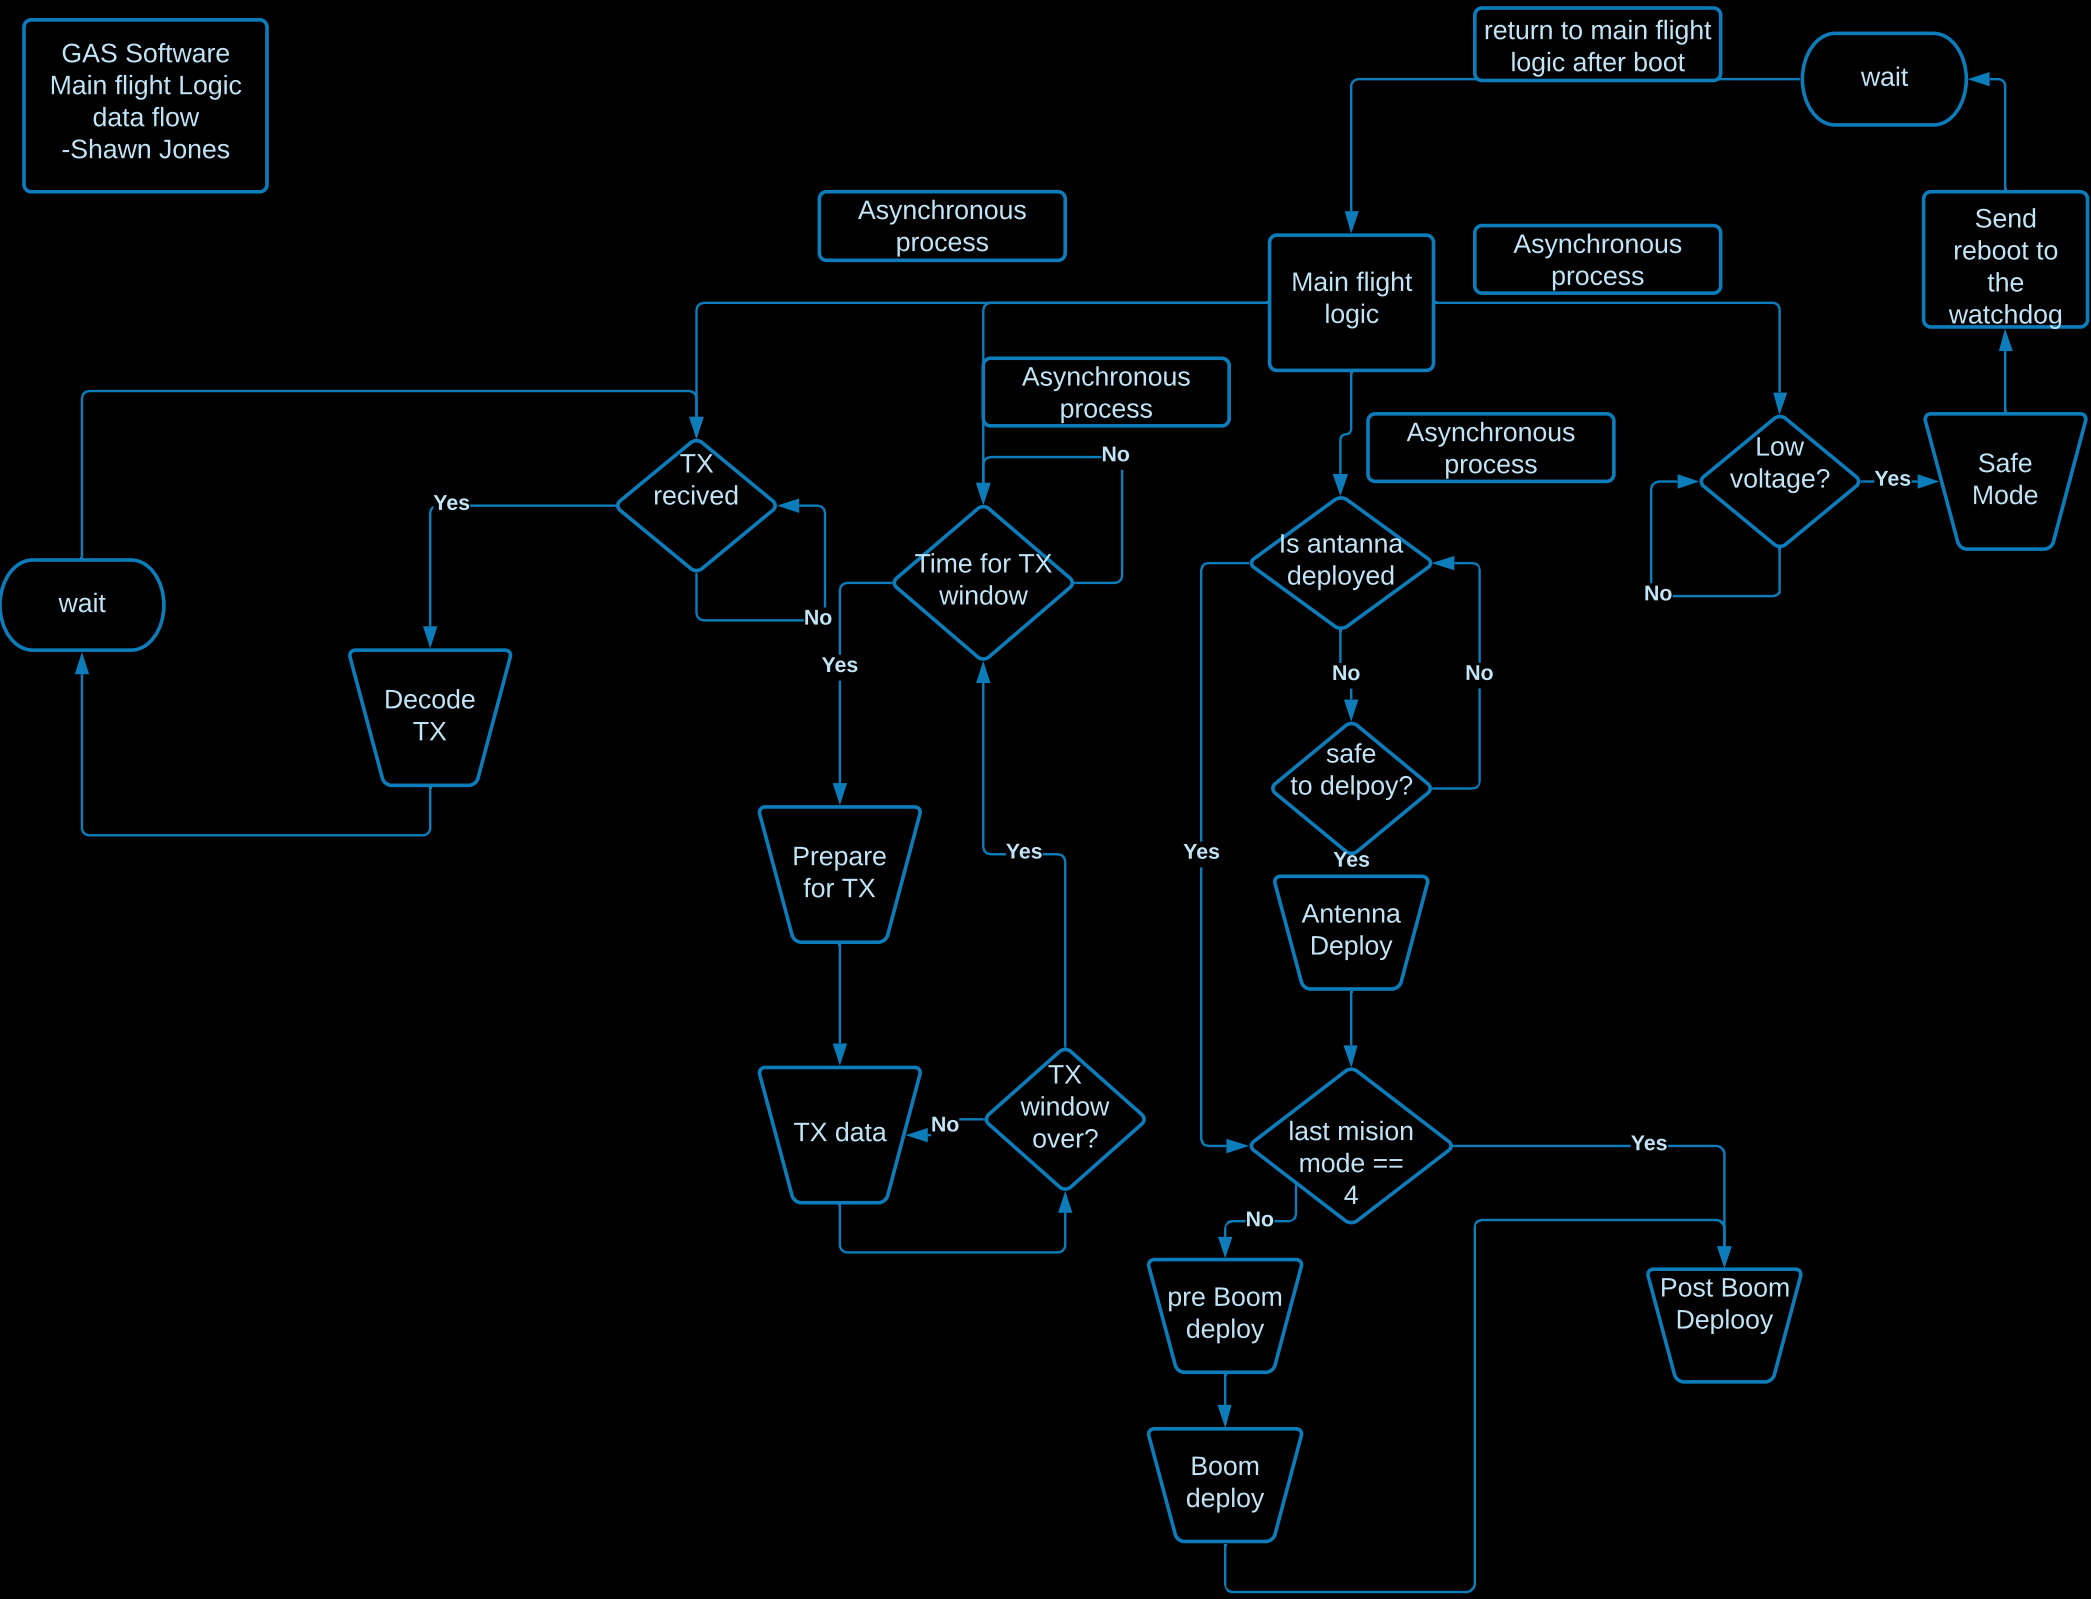 GAS Software
Main flight Logic
data flow
-Shawn Jones
return to main flight
logic after boot
wait
Asynchronous
process
Main flight
logic
Asynchronous
process
Send
reboot to
the
watchdog
Asynchronous
process
Asynchronous
process
No
TX
recived
Yes
No
Time for TX
window
Yes
Is antanna
deployed
No
No
Low
voltage?
Yes
No
Safe
Mode
wait
Decode
TX
safe
to delpoy?
Yes
Yes
Yes
Prepare
for TX
Antenna
Deploy
TX
window
over?
No
TX data
last mision
mode ==
4
Yes
No
pre Boom
deploy
Post Boom
Deplooy
Boom
deploy